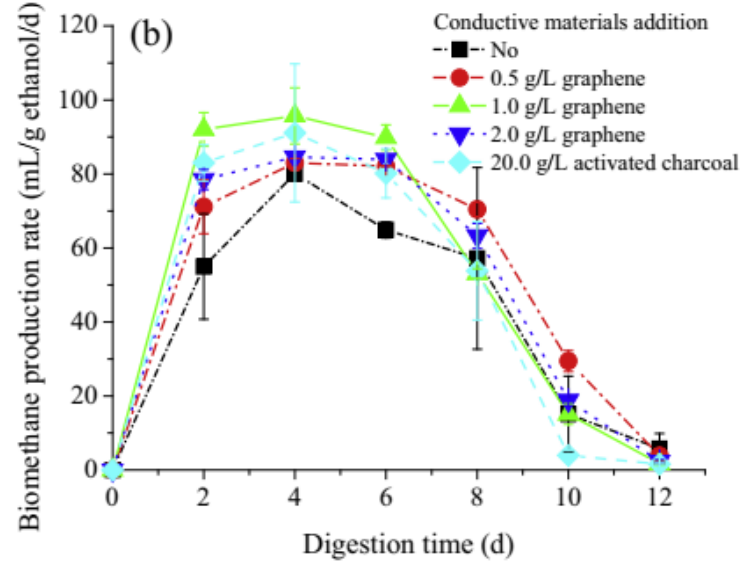 (b)
Conductive materials addition
No
0.5 g/L graphene
1.0 g/L graphene
2.0 g/L graphene
20.0 g/L activated charcoal
Biomethane production rate (mL/g ethanol/d)
120
100
80
60
40
20
0
0 2 4 6 8 10 12
Digestion time (d)